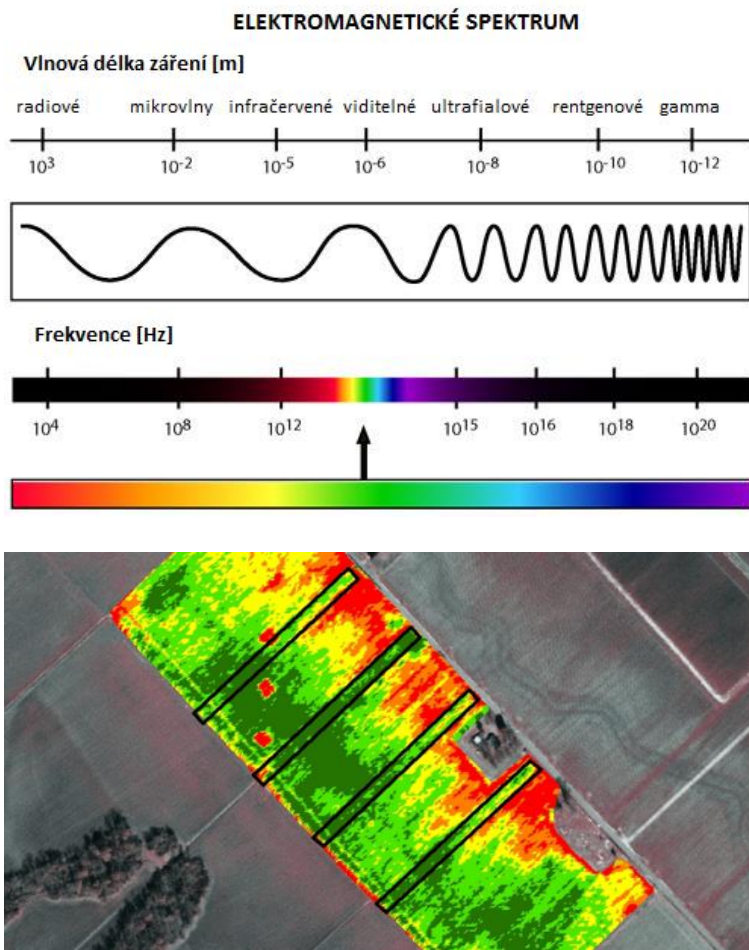 ELEKTROMAGNETICKÉ SPEKTRUM
Vlnová délka záření [m]
radiové mikrovlny infračervené viditelné ultrafialové rentgenové gamma
10³ 10⁻² 10⁻⁵ 10⁻⁶ 10⁻⁸ 10⁻¹⁰ 10⁻¹²
Frekvence [Hz]
10⁴ 10⁸ 10¹² 10¹⁵ 10¹⁶ 10¹⁸ 10²⁰